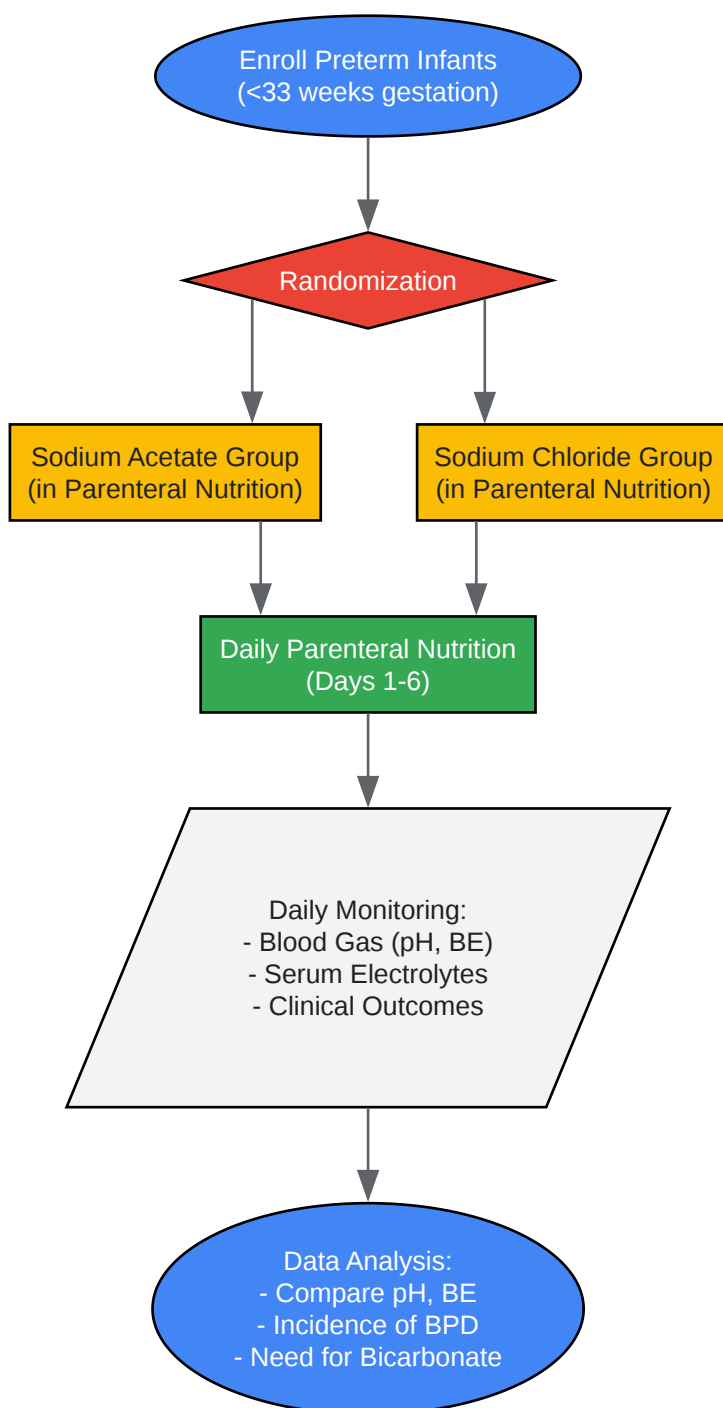 Enroll Preterm Infants
(<33 weeks gestation)
Randomization
Sodium Acetate Group
(in Parenteral Nutrition)
Sodium Chloride Group
(in Parenteral Nutrition)
Daily Parenteral Nutrition
(Days 1-6)
Daily Monitoring:
- Blood Gas (pH, BE)
- Serum Electrolytes
- Clinical Outcomes
Data Analysis:
- Compare pH, BE
- Incidence of BPD
- Need for Bicarbonate